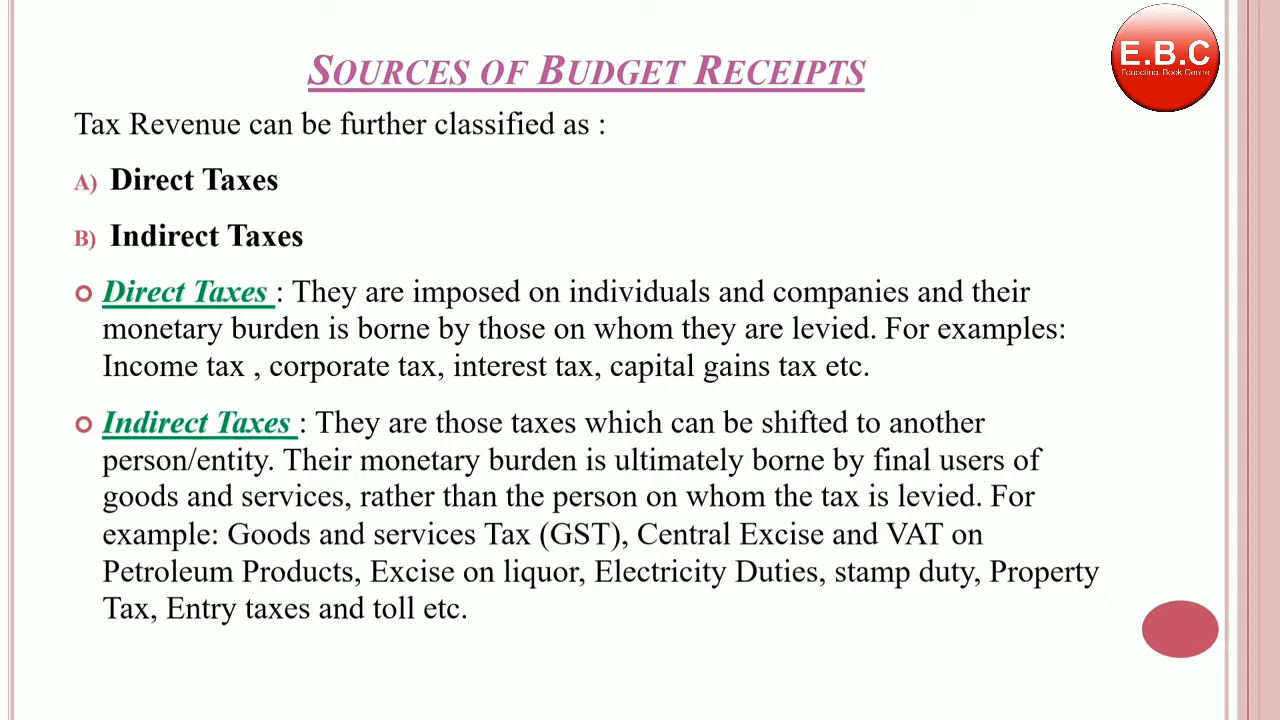 E.B.C
Educational Book Centre
SOURCES OF BUDGET RECEIPTS
Tax Revenue can be further classified as :
A) Direct Taxes
B) Indirect Taxes
Direct Taxes : They are imposed on individuals and companies and their
monetary burden is borne by those on whom they are levied. For examples:
Income tax , corporate tax, interest tax, capital gains tax etc.
Indirect Taxes : They are those taxes which can be shifted to another
person/entity. Their monetary burden is ultimately borne by final users of
goods and services, rather than the person on whom the tax is levied. For
example: Goods and services Tax (GST), Central Excise and VAT on
Petroleum Products, Excise on liquor, Electricity Duties, stamp duty, Property
Tax, Entry taxes and toll etc.